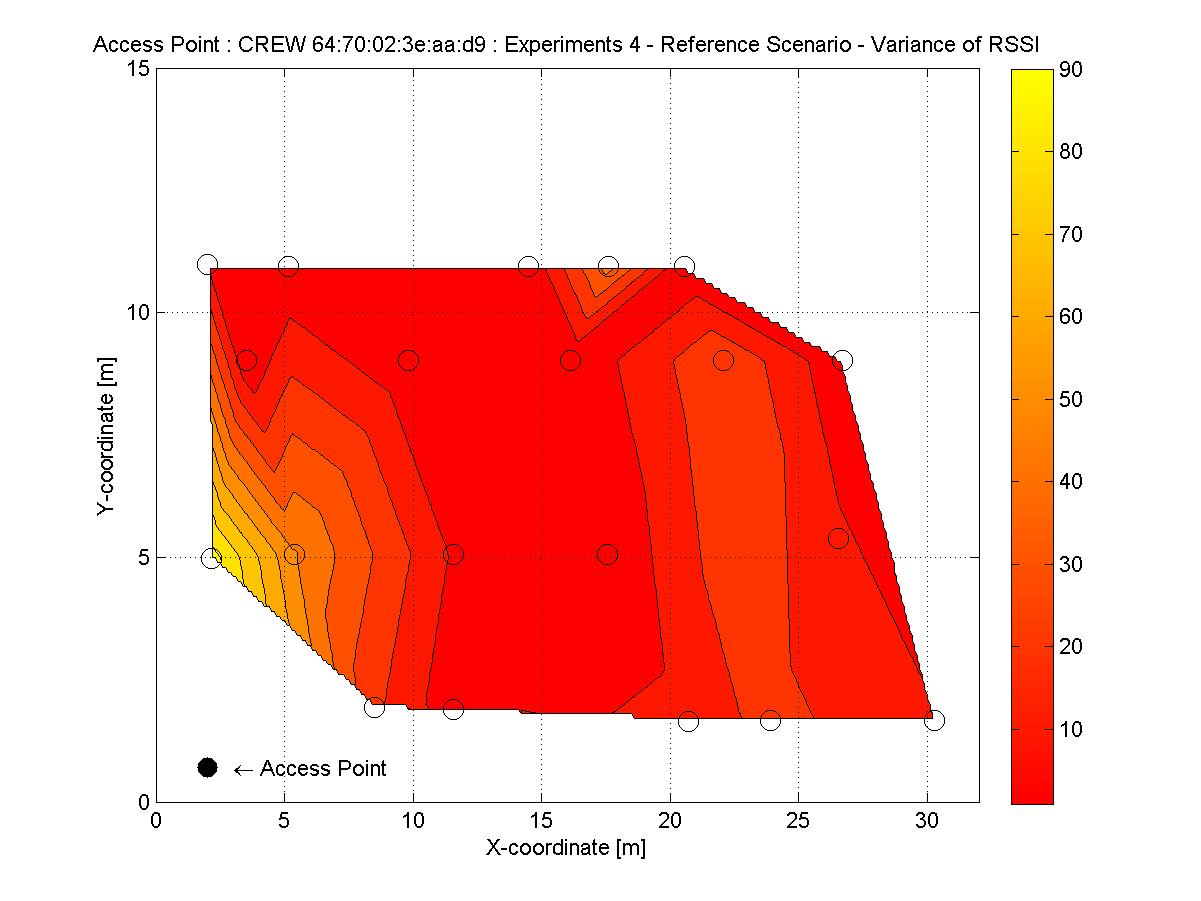 Access Point : CREW 64:70:02:3e:aa:d9 : Experiments 4 - Reference Scenario - Variance of RSSI
15
10
5
0
Y-coordinate [m]
← Access Point
0 5 10 15 20 25 30
X-coordinate [m]
90
80
70
60
50
40
30
20
10